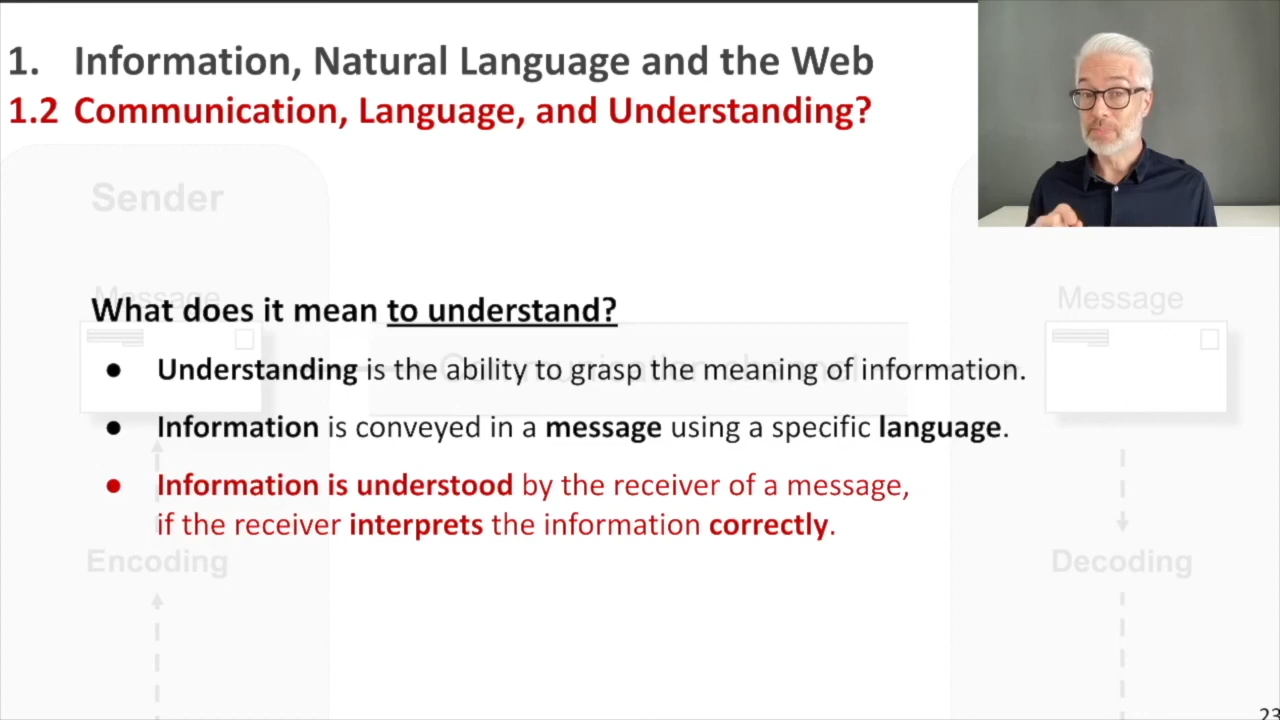 1. Information, Natural Language and the Web
1.2 Communication, Language, and Understanding?
Sender
Message
Message
What does it mean to understand?
● Understanding is the ability to grasp the meaning of information.
Communication channel
● Information is conveyed in a message using a specific language.
● Information is understood by the receiver of a message,
if the receiver interprets the information correctly.
Encoding
Decoding
23